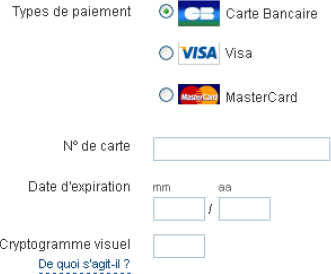 Types de paiement
CB Carte Bancaire
VISA Visa
MasterCard MasterCard
N° de carte
Date d'expiration mm aa
/
Cryptogramme visuel
De quoi s'agit-il ?